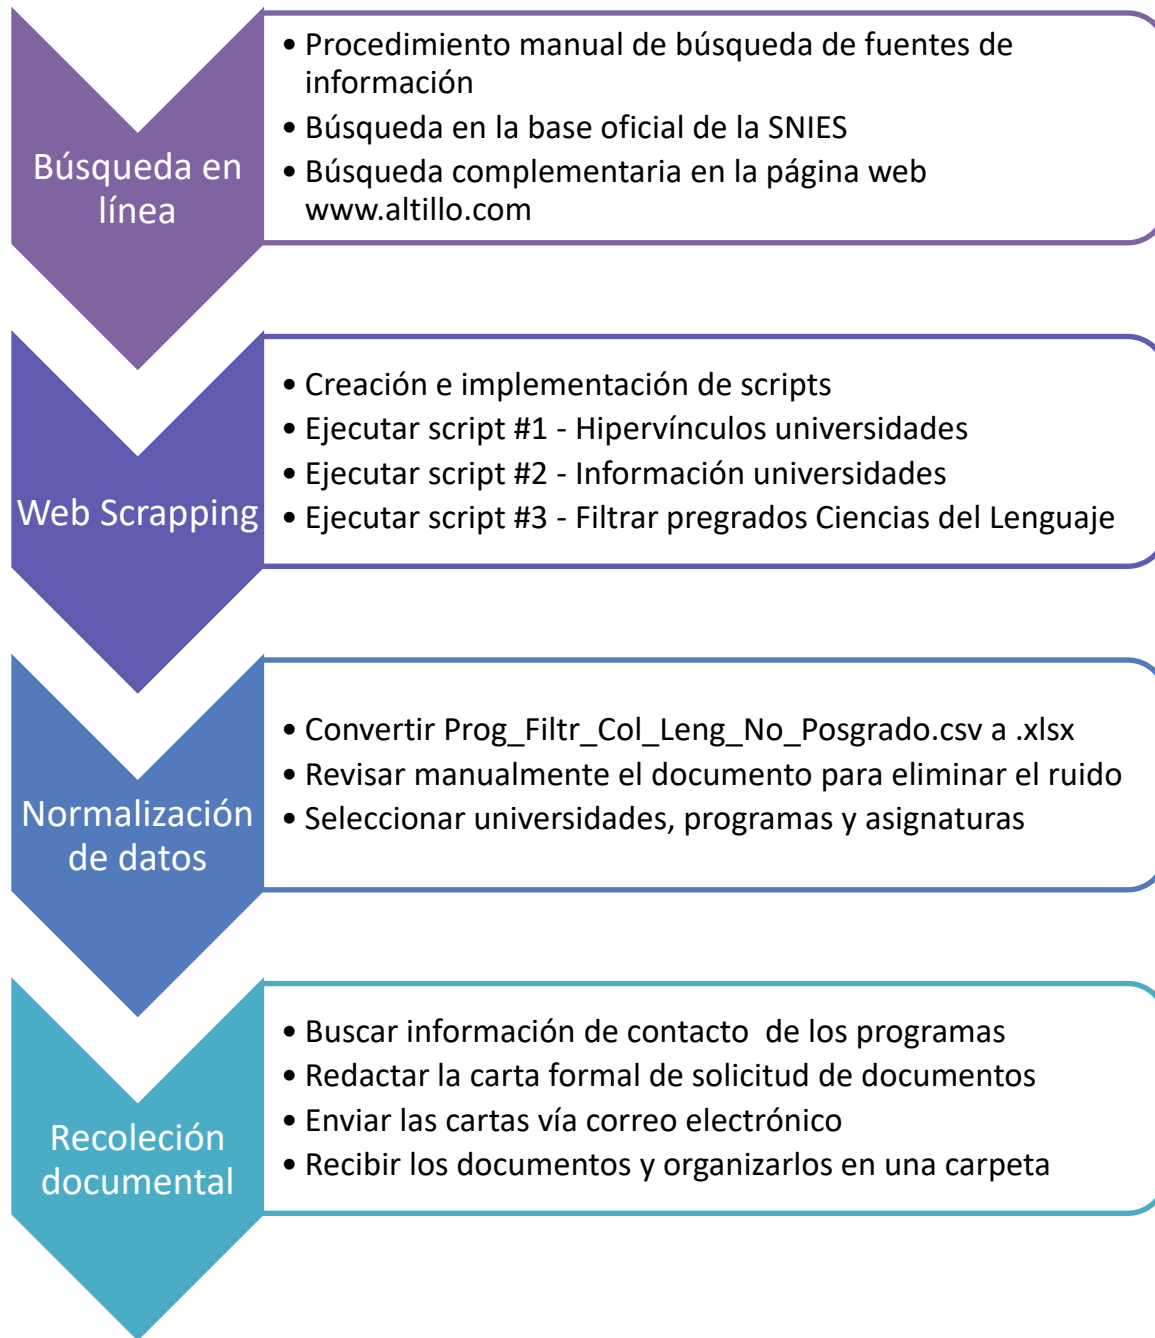 Búsqueda en
línea
• Procedimiento manual de búsqueda de fuentes de
información
• Búsqueda en la base oficial de la SNIES
• Búsqueda complementaria en la página web
www.altillo.com
Web Scrapping
• Creación e implementación de scripts
• Ejecutar script #1 - Hipervínculos universidades
• Ejecutar script #2 - Información universidades
• Ejecutar script #3 - Filtrar pregrados Ciencias del Lenguaje
Normalización
de datos
• Convertir Prog_Filtr_Col_Leng_No_Posgrado.csv a .xlsx
• Revisar manualmente el documento para eliminar el ruido
• Seleccionar universidades, programas y asignaturas
Recoleción
documental
• Buscar información de contacto  de los programas
• Redactar la carta formal de solicitud de documentos
• Enviar las cartas vía correo electrónico
• Recibir los documentos y organizarlos en una carpeta